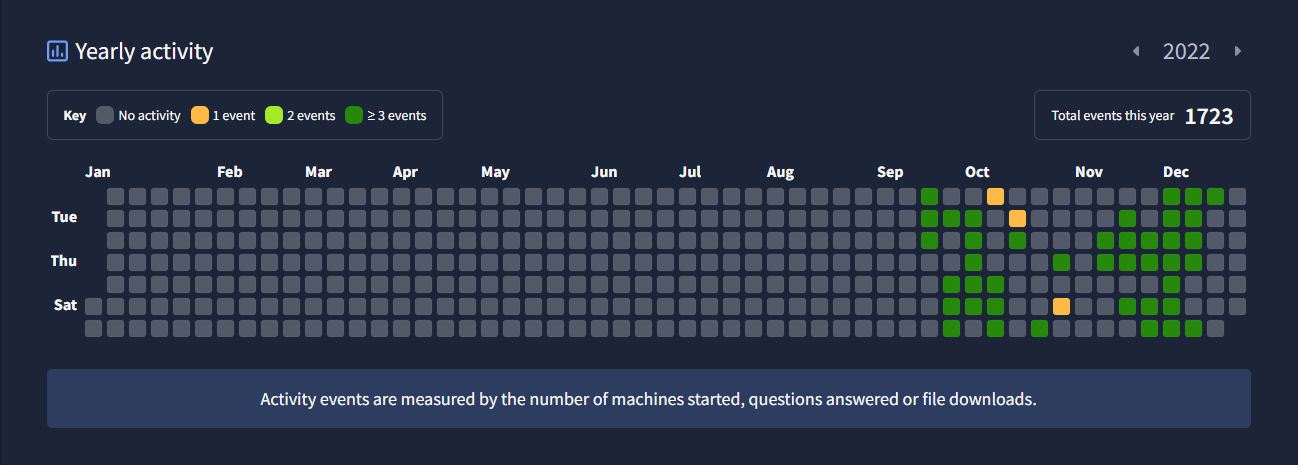 Yearly activity
2022
Key No activity 1 event 2 events ≥ 3 events
Total events this year 1723
Jan Feb Mar Apr May Jun Jul Aug Sep Oct Nov Dec
Tue
Thu
Sat
Activity events are measured by the number of machines started, questions answered or file downloads.